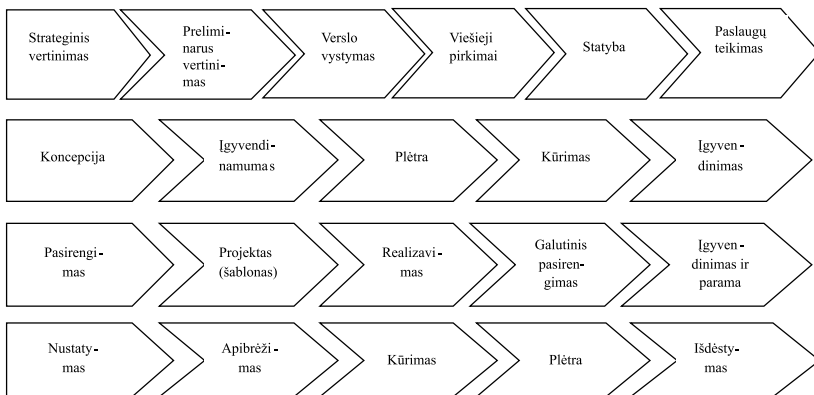 Strateginis
vertinimas
Prelimi-
narus
vertini-
mas
Verslo
vystymas
Viešieji
pirkimai
Statyba
Paslaugų
teikimas
Koncepcija
Įgyvendi-
namumas
Plėtra
Kūrimas
Įgyven-
dinimas
Pasirengi-
mas
Projektas
(šablonas)
Realizavi-
mas
Galutinis
pasiren-
gimas
Įgyven-
dinimas ir
parama
Nustaty-
mas
Apibrėži-
mas
Kūrimas
Plėtra
Išdėsty-
mas